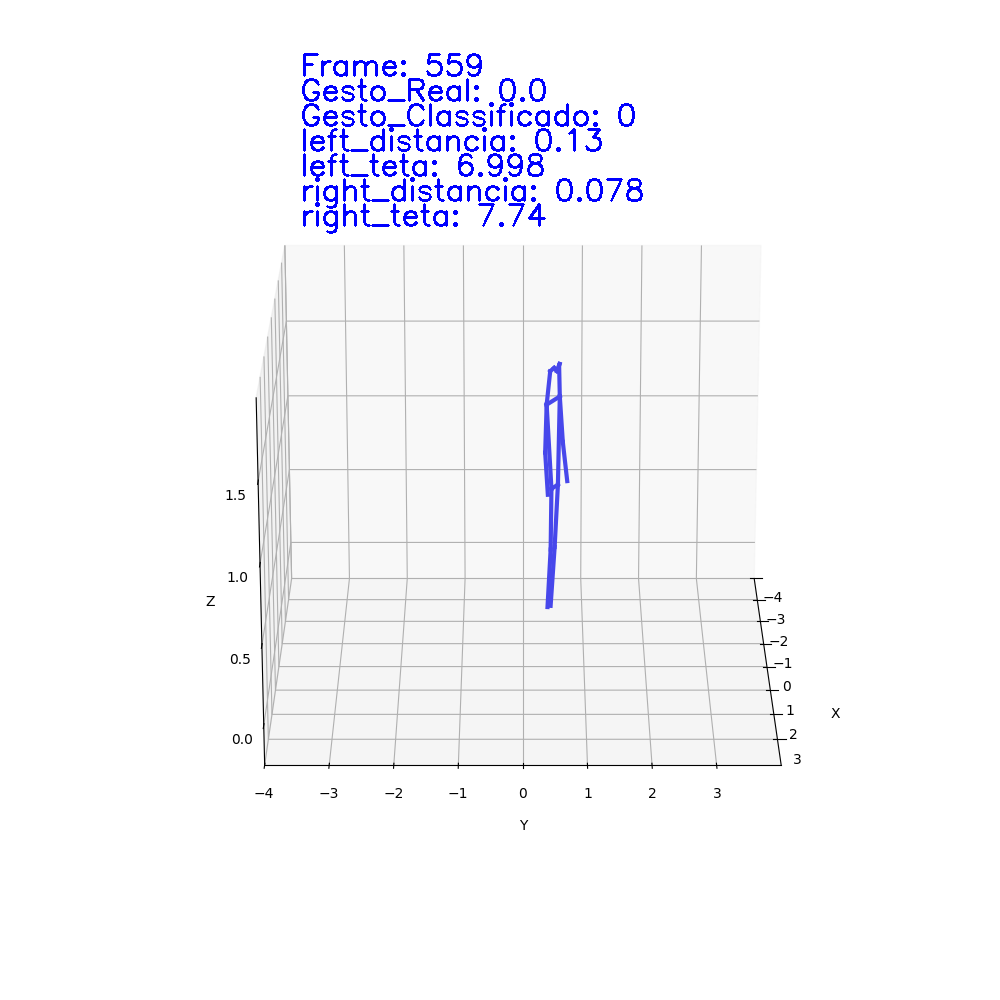 Frame: 559
Gesto_Real: 0.0
Gesto_Classificado: 0
left_distancia: 0.13
left_teta: 6.998
right_distancia: 0.078
right_teta: 7.74
1.5
1.0
Z
0.5
0.0
−4
−3
−2
−1
0
1
X
2
3
−4 −3 −2 −1 0 1 2 3
Y